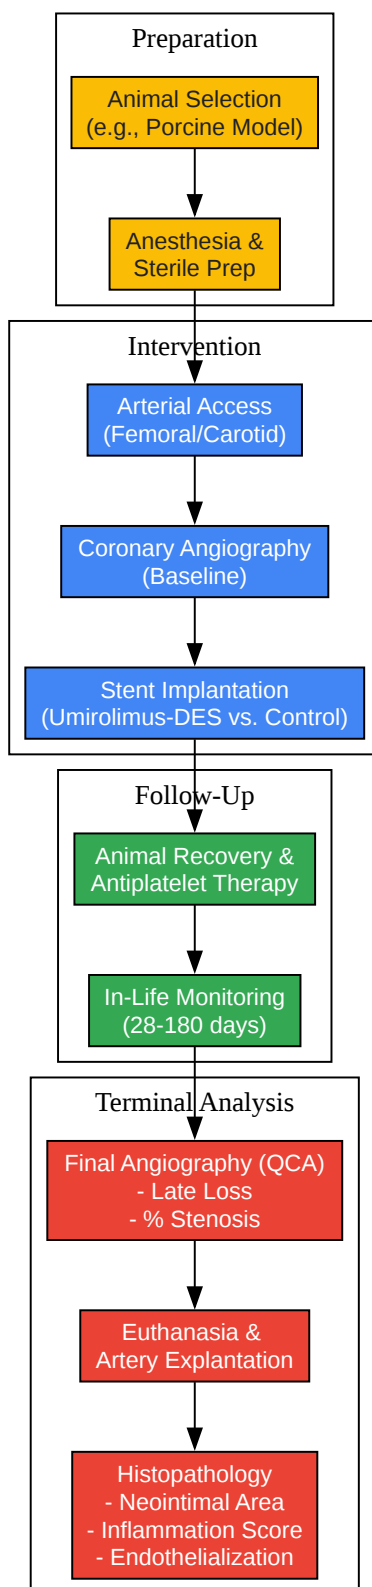 Preparation
Animal Selection
(e.g., Porcine Model)
Anesthesia &
Sterile Prep
Intervention
Arterial Access
(Femoral/Carotid)
Coronary Angiography
(Baseline)
Stent Implantation
(Umirolimus-DES vs. Control)
Follow-Up
Animal Recovery &
Antiplatelet Therapy
In-Life Monitoring
(28-180 days)
Terminal Analysis
Final Angiography (QCA)
- Late Loss
- % Stenosis
Euthanasia &
Artery Explantation
Histopathology
- Neointimal Area
- Inflammation Score
- Endothelialization